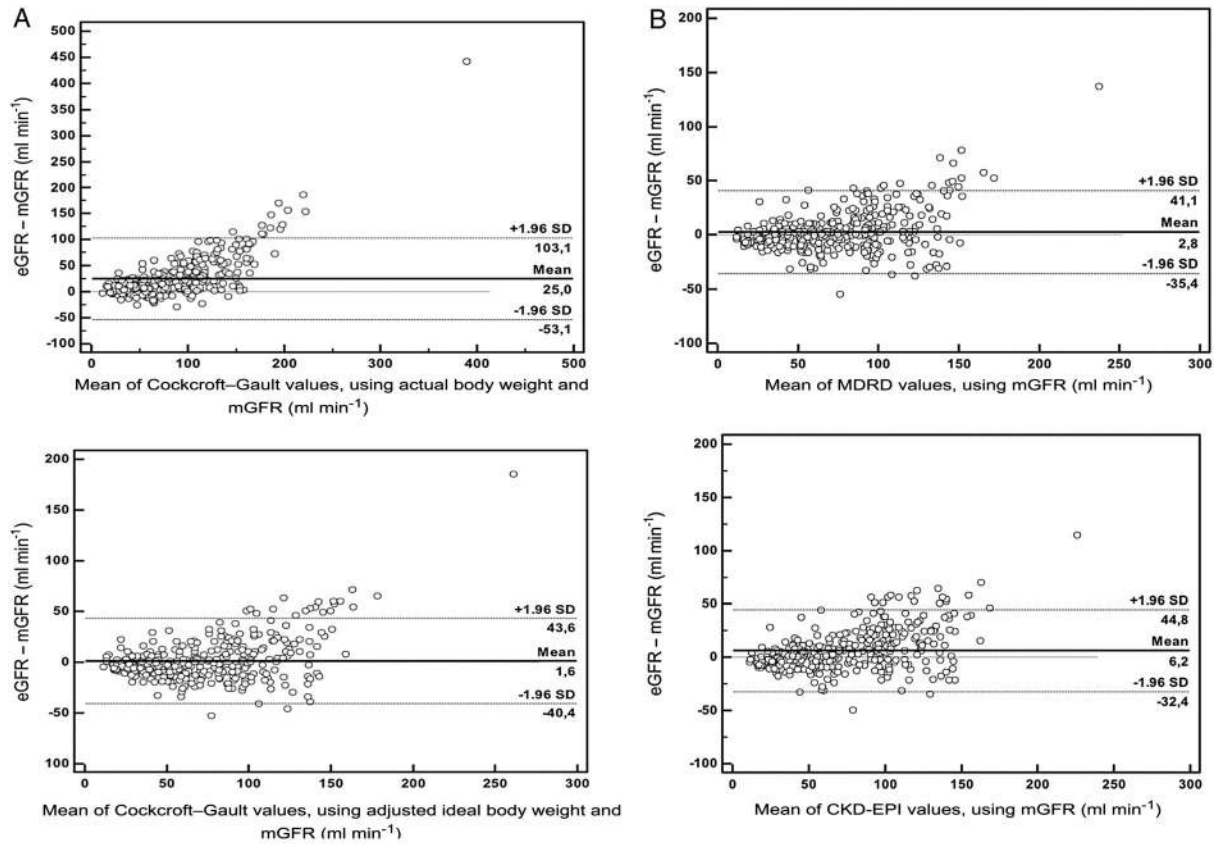 A
500
450
400
350
300
250
200
150
100
50
0
-50
-100
eGFR – mGFR (ml min⁻¹)
+1.96 SD
103,1
Mean
25,0
-1.96 SD
-53,1
0 100 200 300 400 500
Mean of Cockcroft–Gault values, using actual body weight and
mGFR (ml min⁻¹)
B
200
150
100
50
0
-50
-100
eGFR – mGFR (ml min⁻¹)
+1.96 SD
41,1
Mean
2,8
-1.96 SD
-35,4
0 50 100 150 200 250 300
Mean of MDRD values, using mGFR (ml min⁻¹)
200
150
100
50
0
-50
100
eGFR – mGFR (ml min⁻¹)
+1.96 SD
43,6
Mean
1,6
-1.96 SD
-40,4
0 50 100 150 200 250 300
Mean of Cockcroft–Gault values, using adjusted ideal body weight and
mGFR (ml min⁻¹)
200
150
100
50
0
-50
-100
eGFR – mGFR (ml min⁻¹)
+1.96 SD
44,8
Mean
6,2
-1.96 SD
-32,4
0 50 100 150 200 250 300
Mean of CKD-EPI values, using mGFR (ml min⁻¹)